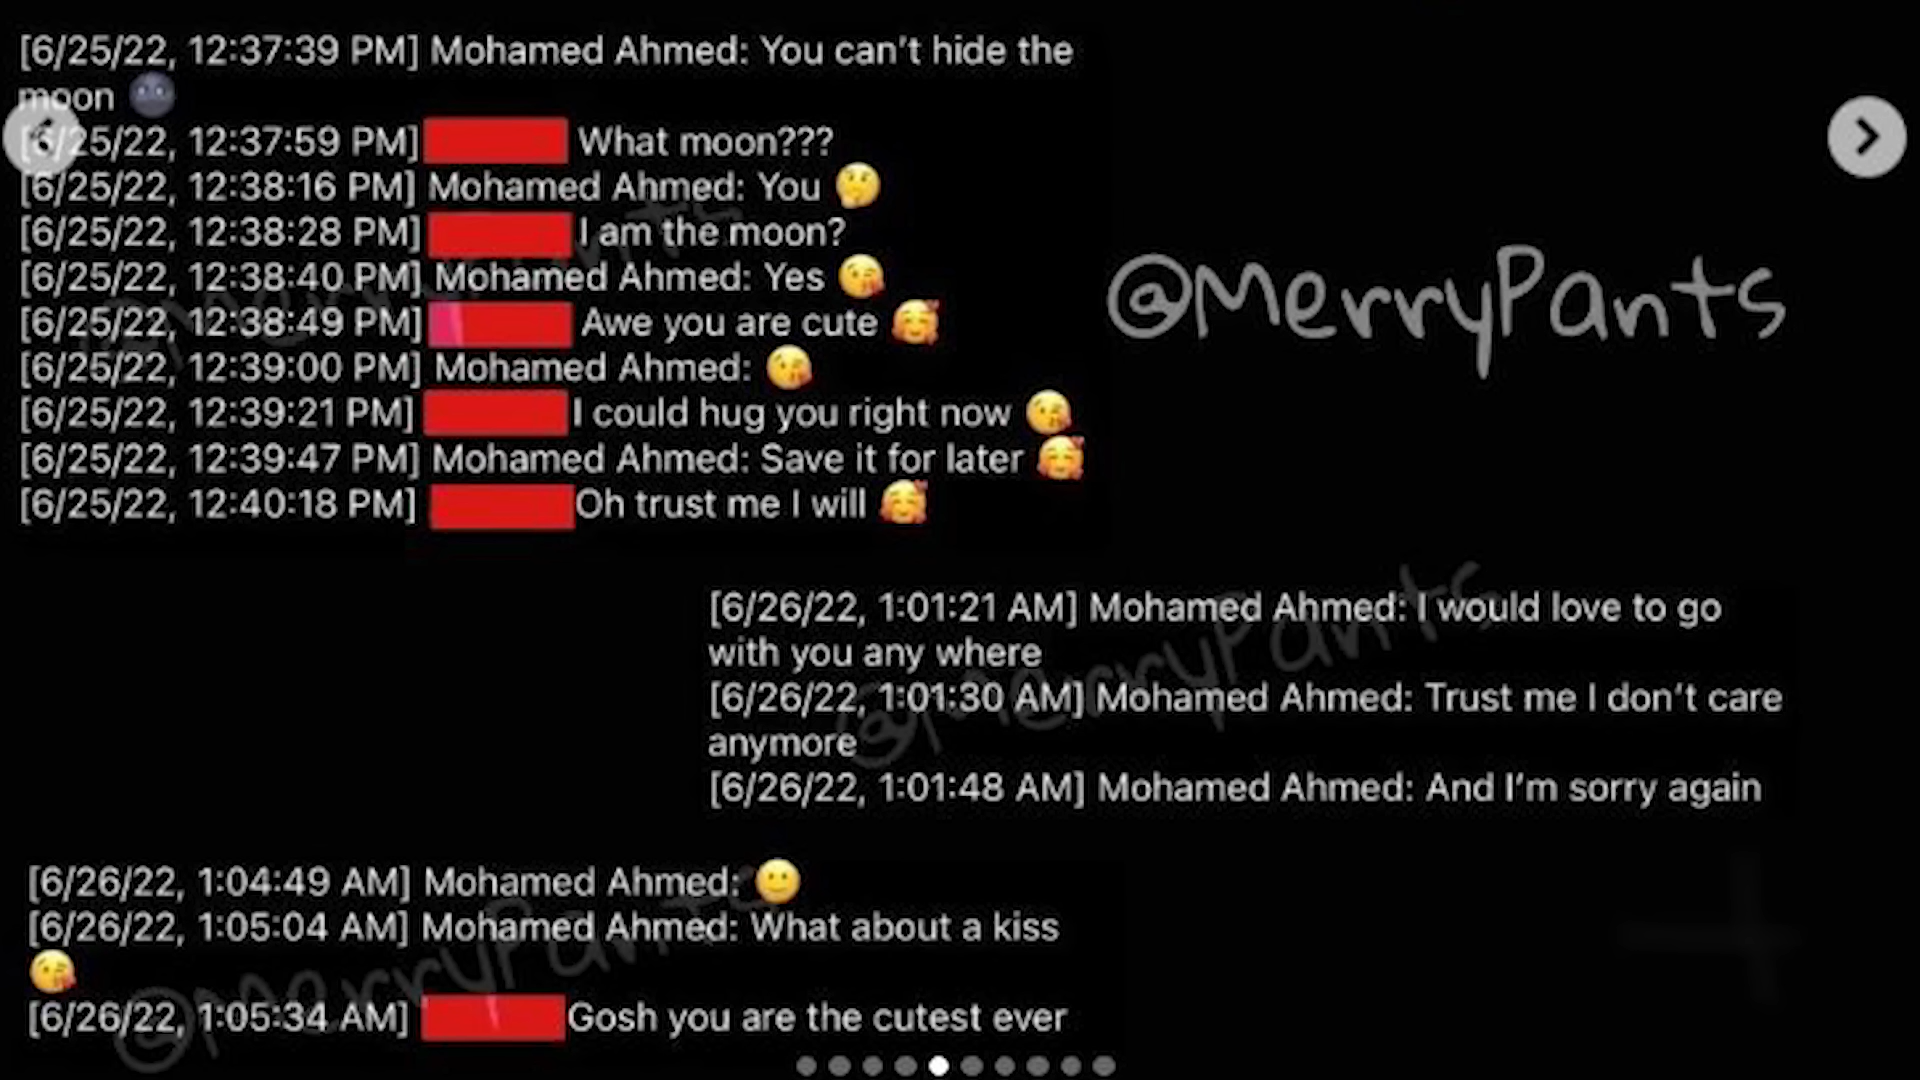 [6/25/22, 12:37:39 PM] Mohamed Ahmed: You can't hide the
moon 🌚
[6/25/22, 12:37:59 PM] What moon???
[6/25/22, 12:38:16 PM] Mohamed Ahmed: You 🤔
[6/25/22, 12:38:28 PM] I am the moon?
[6/25/22, 12:38:40 PM] Mohamed Ahmed: Yes 😘
[6/25/22, 12:38:49 PM] Awe you are cute 🥰
[6/25/22, 12:39:00 PM] Mohamed Ahmed: 😘
@MerryPants
[6/25/22, 12:39:21 PM] I could hug you right now 😘
[6/25/22, 12:39:47 PM] Mohamed Ahmed: Save it for later 🥰
[6/25/22, 12:40:18 PM] Oh trust me I will 🥰
[6/26/22, 1:01:21 AM] Mohamed Ahmed: I would love to go
with you any where
[6/26/22, 1:01:30 AM] Mohamed Ahmed: Trust me I don't care
anymore
[6/26/22, 1:01:48 AM] Mohamed Ahmed: And I'm sorry again
@MerryPants
[6/26/22, 1:04:49 AM] Mohamed Ahmed: 🙂
[6/26/22, 1:05:04 AM] Mohamed Ahmed: What about a kiss
😘
[6/26/22, 1:05:34 AM] Gosh you are the cutest ever
@MerryPants